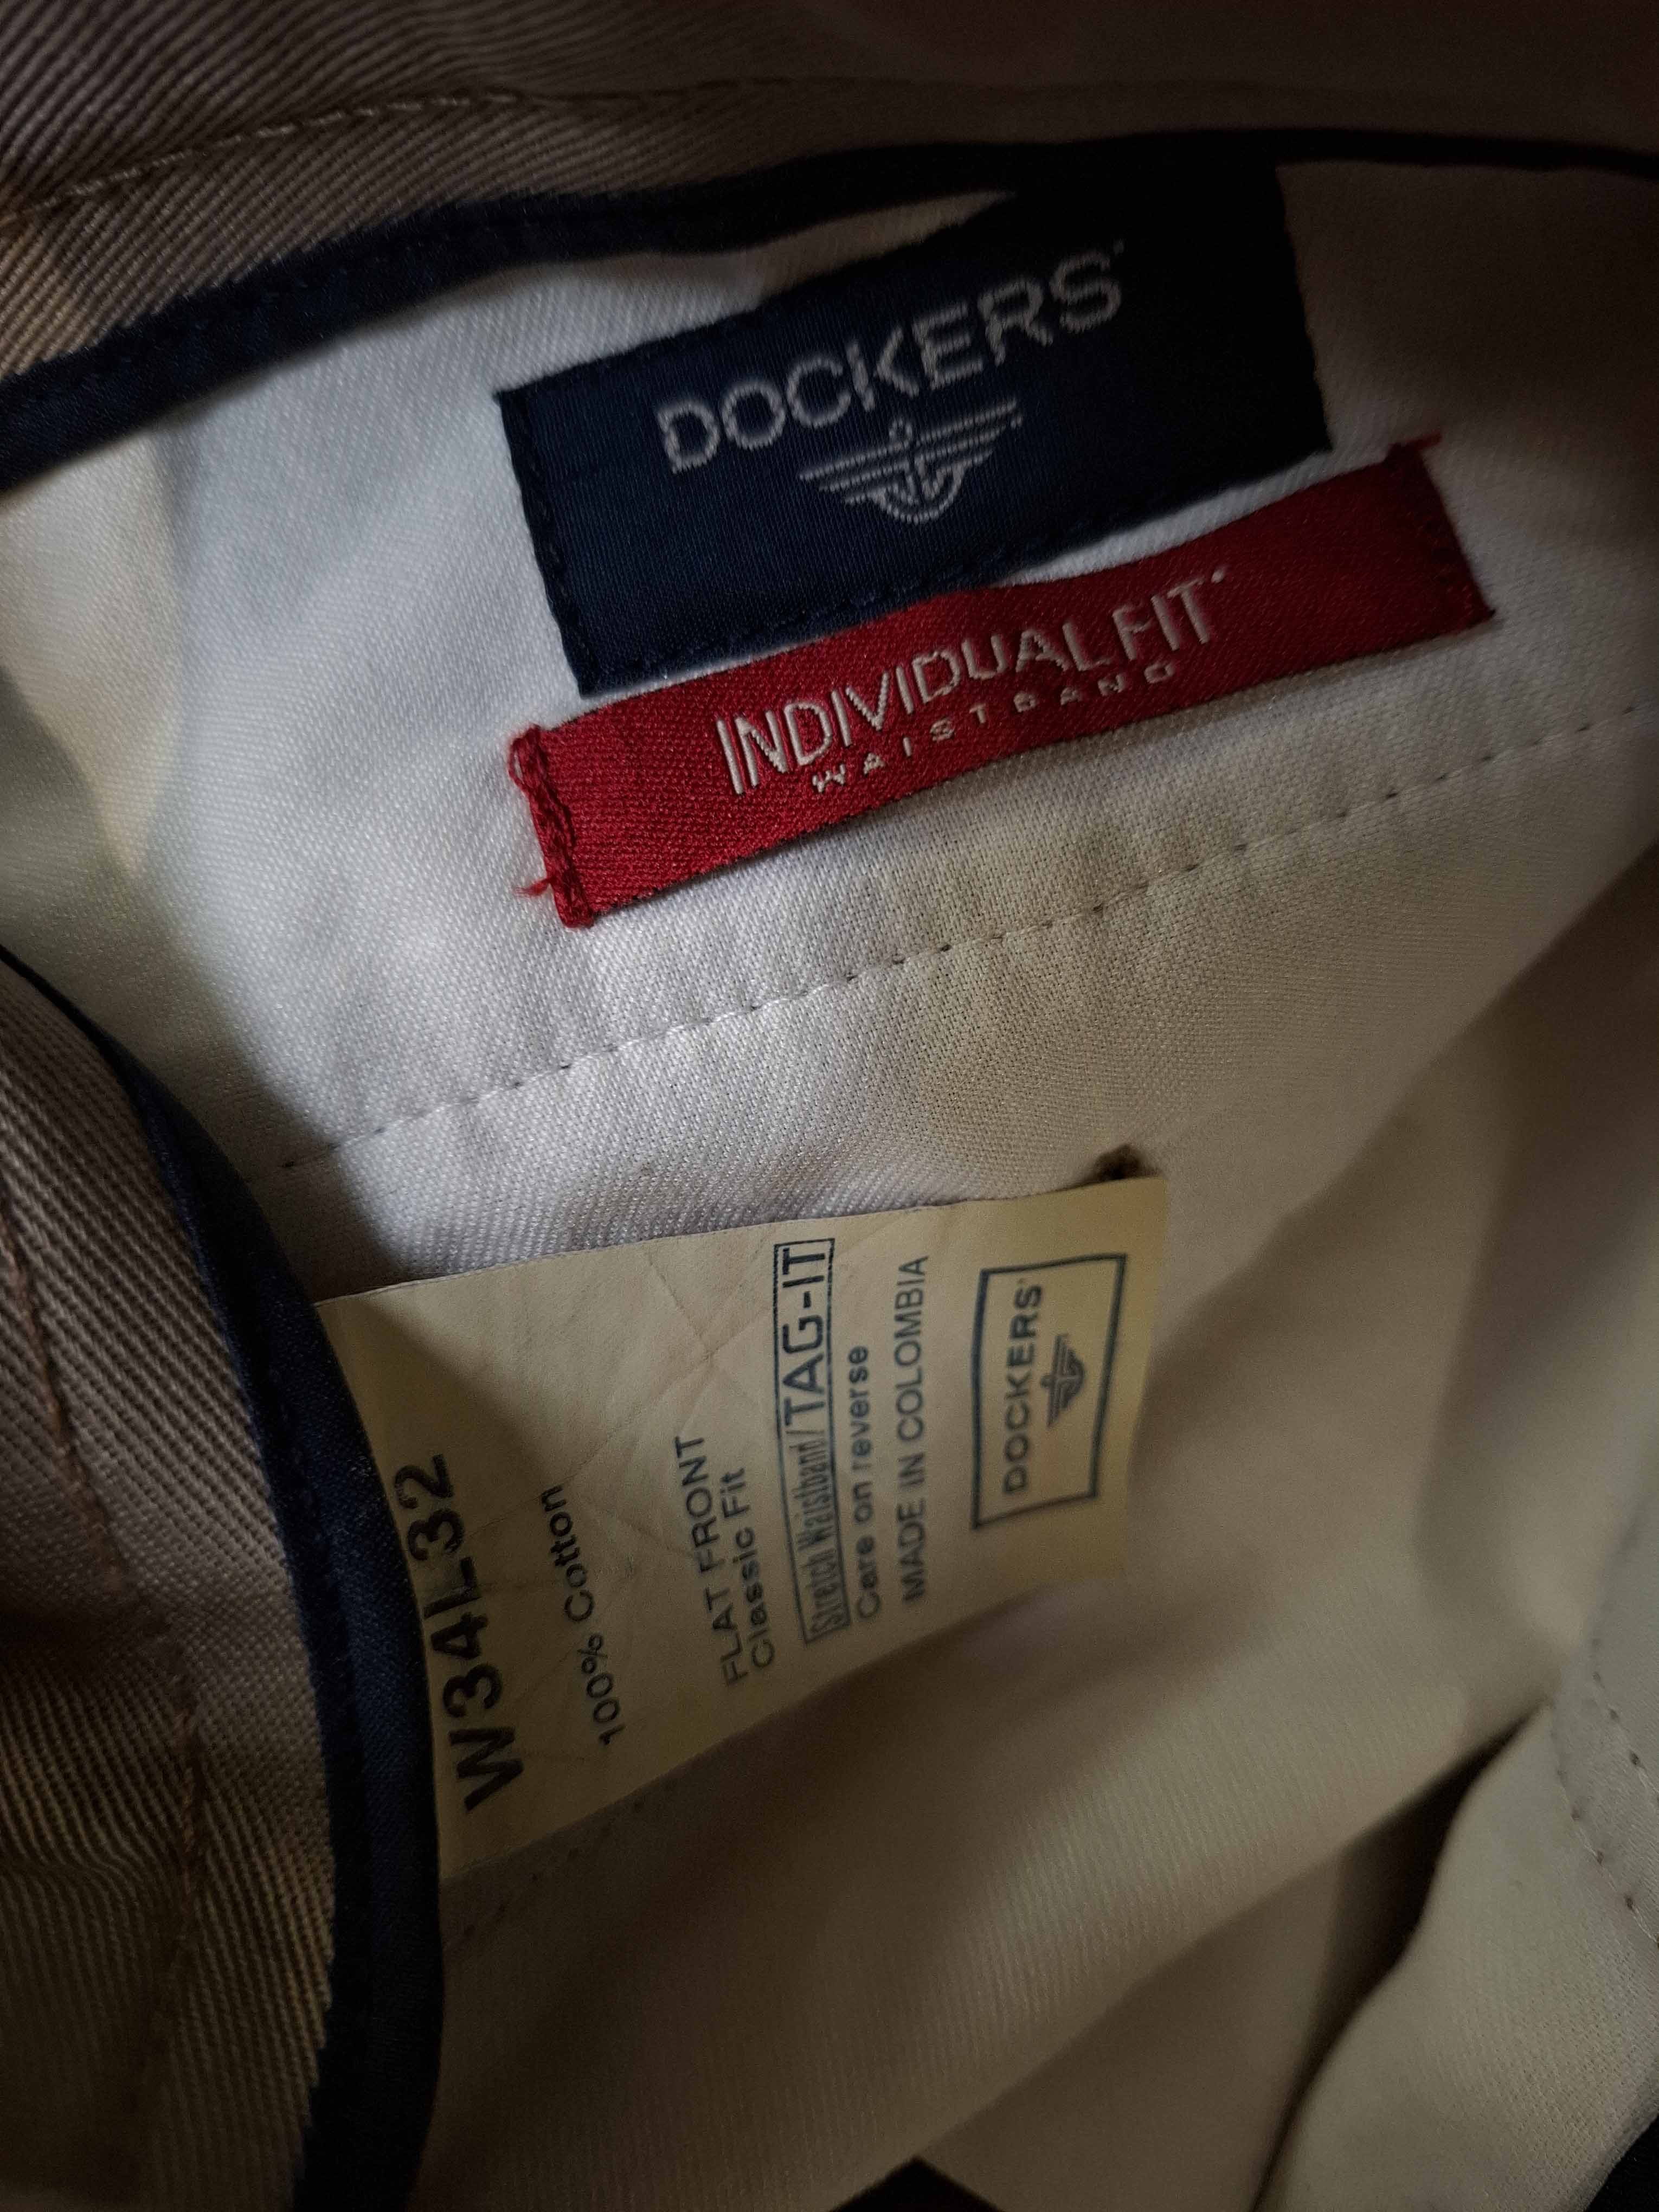 DOCKERS
INDIVIDUAL FIT
WAISTBAND
W34L32
100% Cotton
FLAT FRONT
Classic Fit
Stretch Waistband/TAG-IT
Care on reverse
MADE IN COLOMBIA
DOCKERS